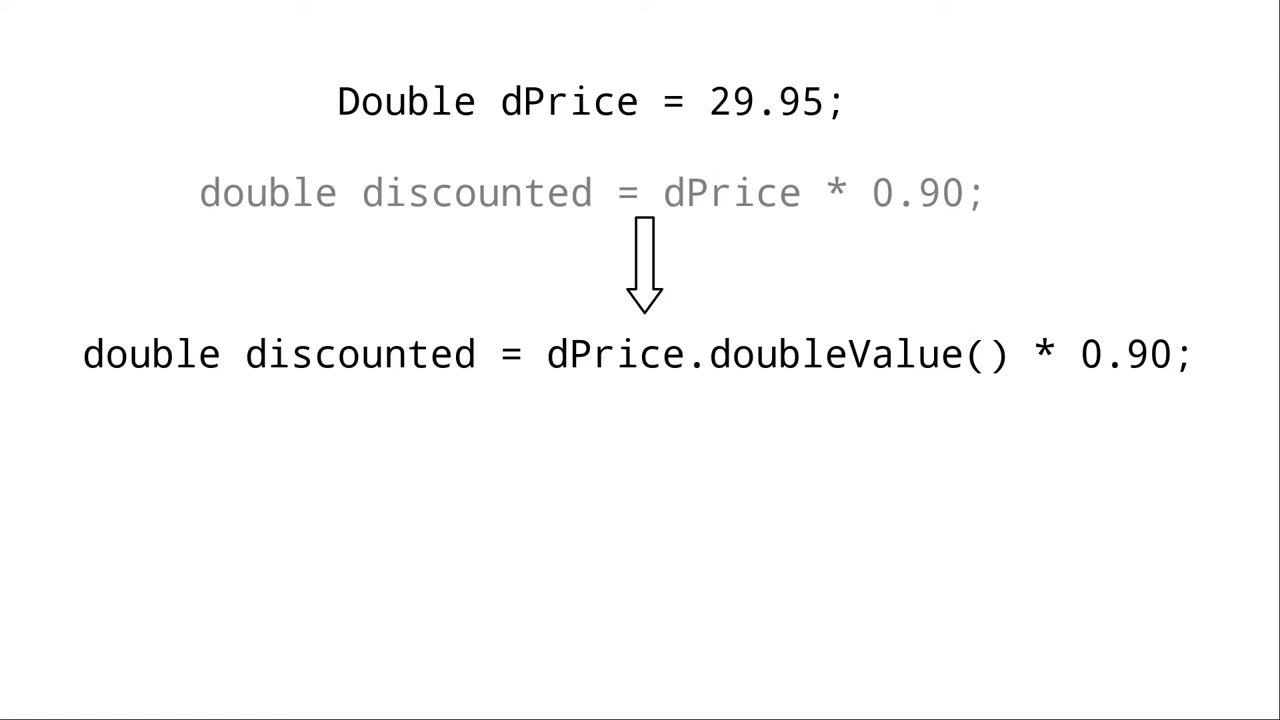 Double dPrice = 29.95;
double discounted = dPrice * 0.90;
double discounted = dPrice.doubleValue() * 0.90;